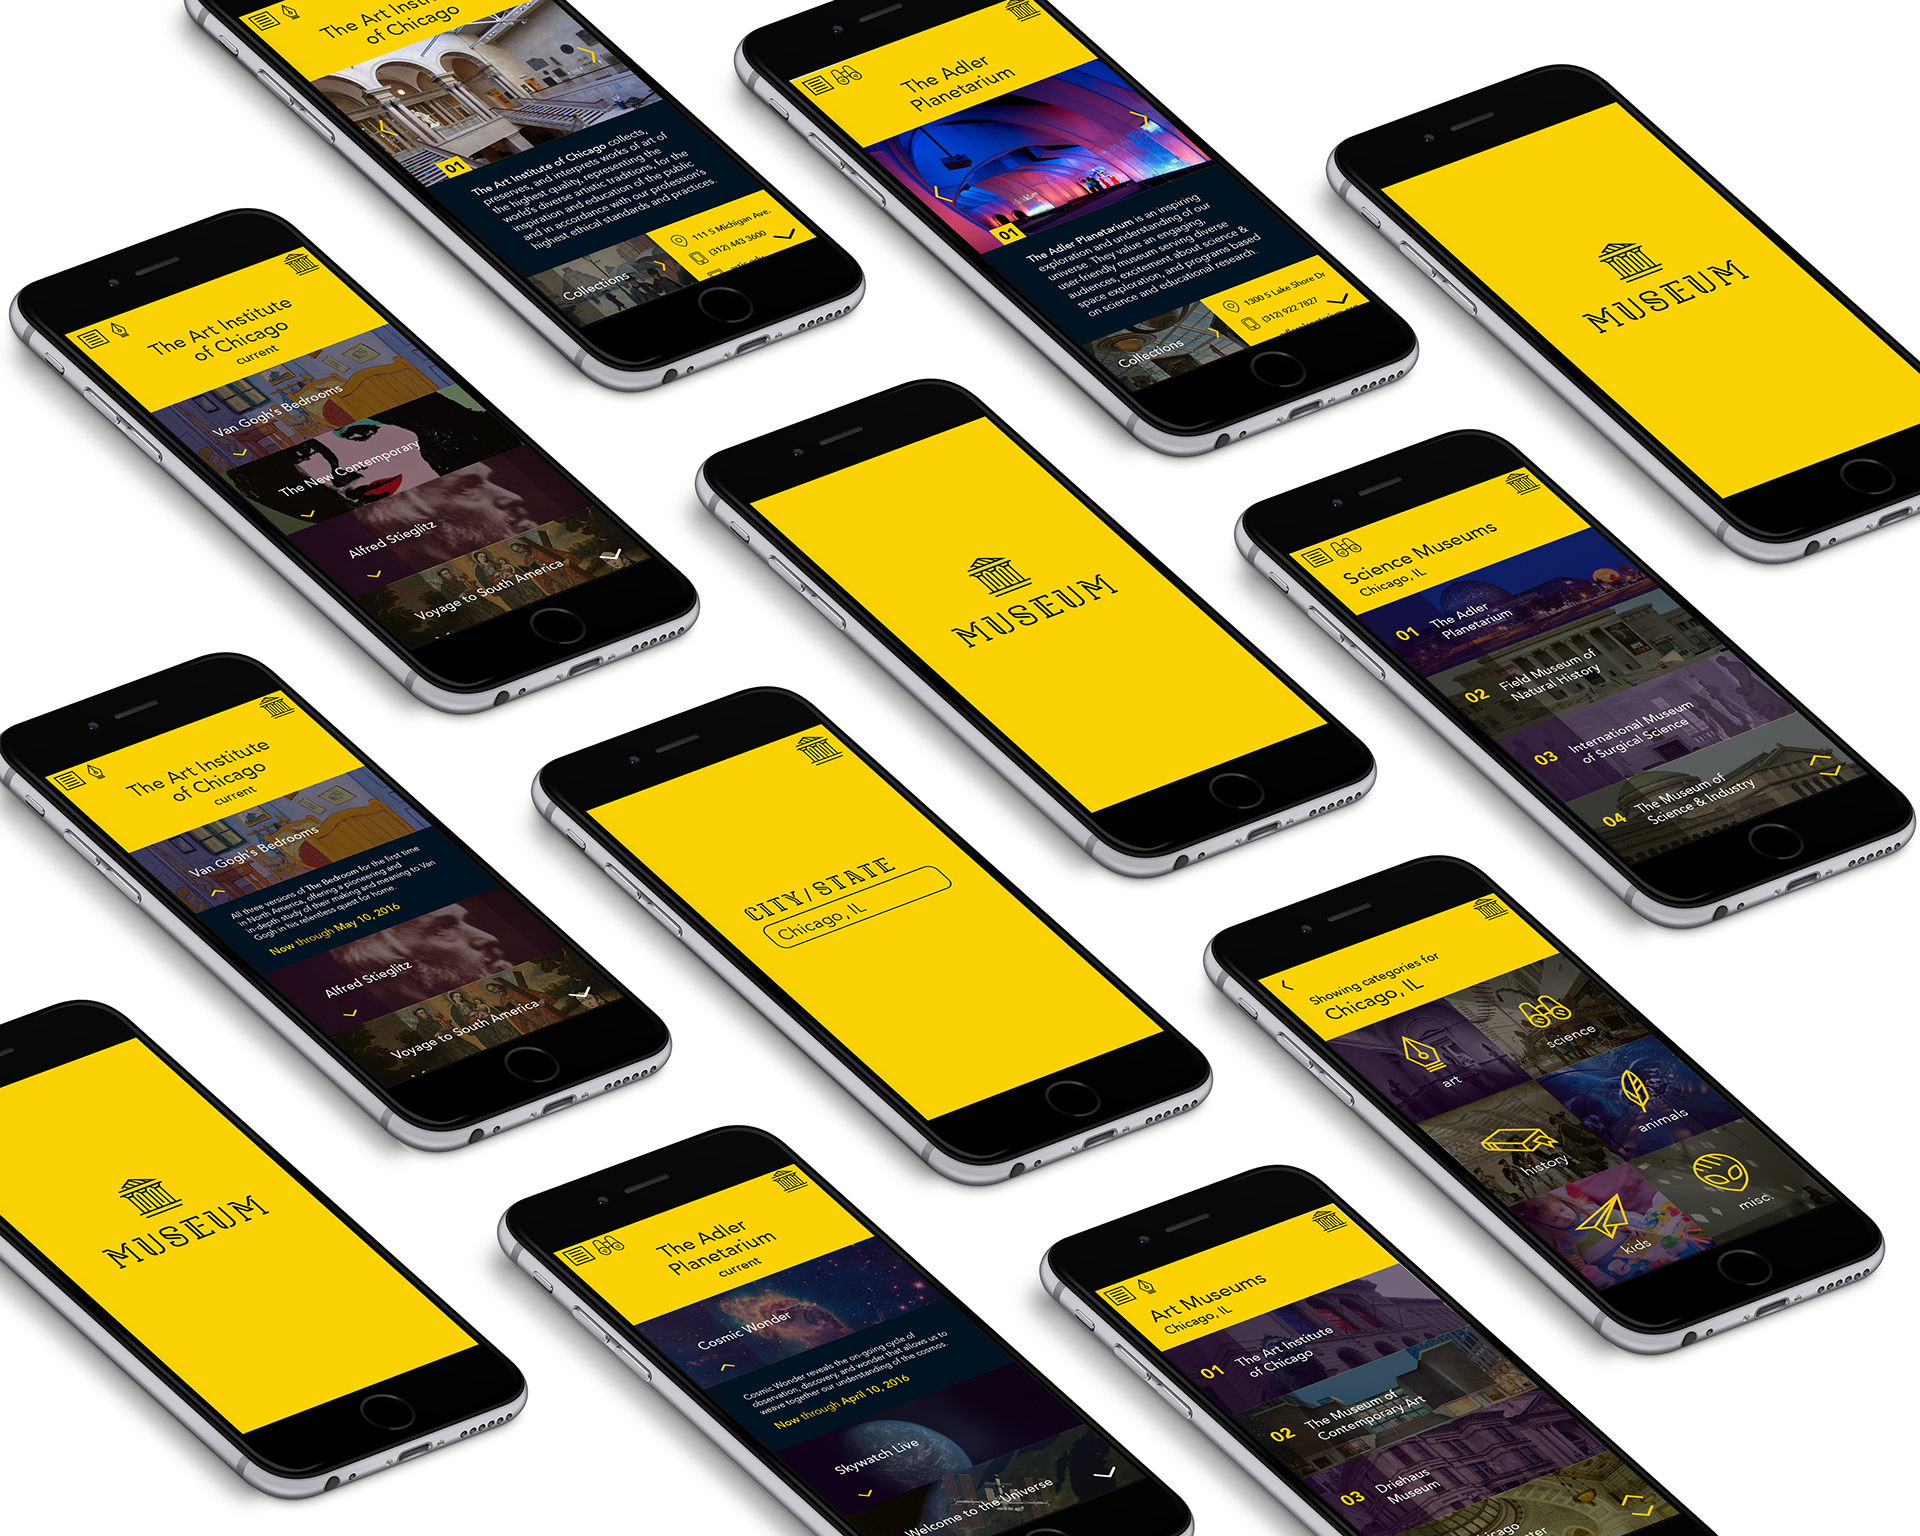 The Art Institute
of Chicago
01
The Art Institute of Chicago collects,
preserves, and interprets works of art of
the highest quality, representing the
world's diverse artistic traditions, for the
inspiration and education of the public
and in accordance with our profession's
highest ethical standards and practices.
Collections
111 S Michigan Ave.
(312) 443 3600
The Adler
Planetarium
01
The Adler Planetarium is an inspiring
exploration and understanding of our
universe. They value an engaging,
user-friendly museum serving diverse
audiences, excitement about science &
space exploration, and programs based
on science and educational research.
Collections
1300 S Lake Shore Dr
(312) 922 7827
MUSEUM
The Art Institute
of Chicago
current
Van Gogh's Bedrooms
The New Contemporary
Alfred Stieglitz
Voyage to South America
MUSEUM
Science Museums
Chicago, IL
01 The Adler
Planetarium
02 Field Museum of
Natural History
03 International Museum
of Surgical Science
04 The Museum of
Science & Industry
The Art Institute
of Chicago
current
Van Gogh's Bedrooms
All three versions of The Bedroom for the first time
in North America, offering a pioneering and
in-depth study of their making and meaning to Van
Gogh in his relentless quest for home.
Now through May 10, 2016
Alfred Stieglitz
Voyage to South America
CITY/STATE
Chicago, IL
Showing categories for
Chicago, IL
art
science
history
animals
kids
misc.
MUSEUM
The Adler
Planetarium
current
Cosmic Wonder
Cosmic Wonder reveals the on-going cycle of
observation, discovery, and wonder that allows us to
weave together our understanding of the cosmos.
Now through April 10, 2016
Skywatch Live
Welcome to the Universe
Art Museums
Chicago, IL
01 The Art Institute
of Chicago
02 The Museum of
Contemporary Art
03 Driehaus
Museum